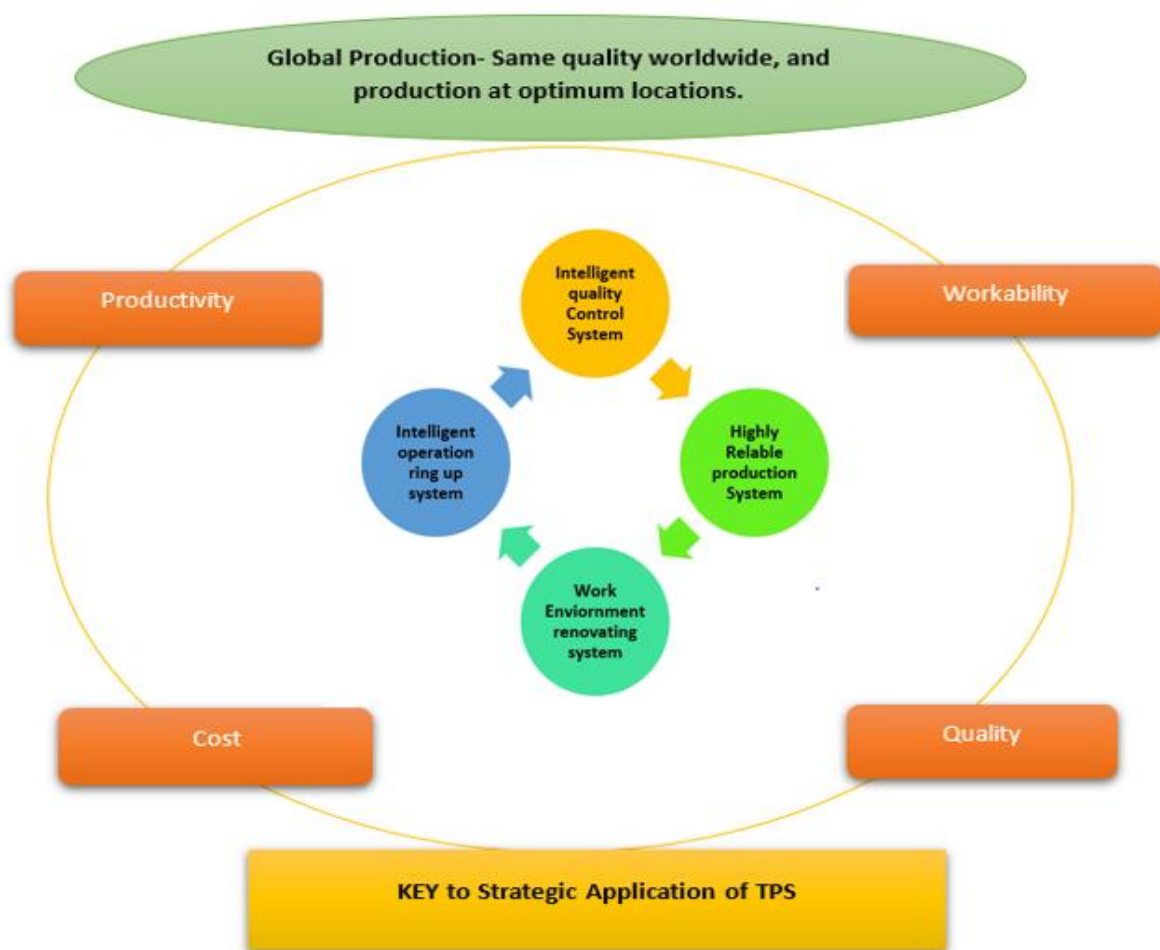 Global Production- Same quality worldwide, and
production at optimum locations.
Productivity
Workability
Intelligent
quality
Control
System
Intelligent
operation
ring up
system
Highly
Relable
production
System
Work
Enviornment
renovating
system
Cost
Quality
KEY to Strategic Application of TPS